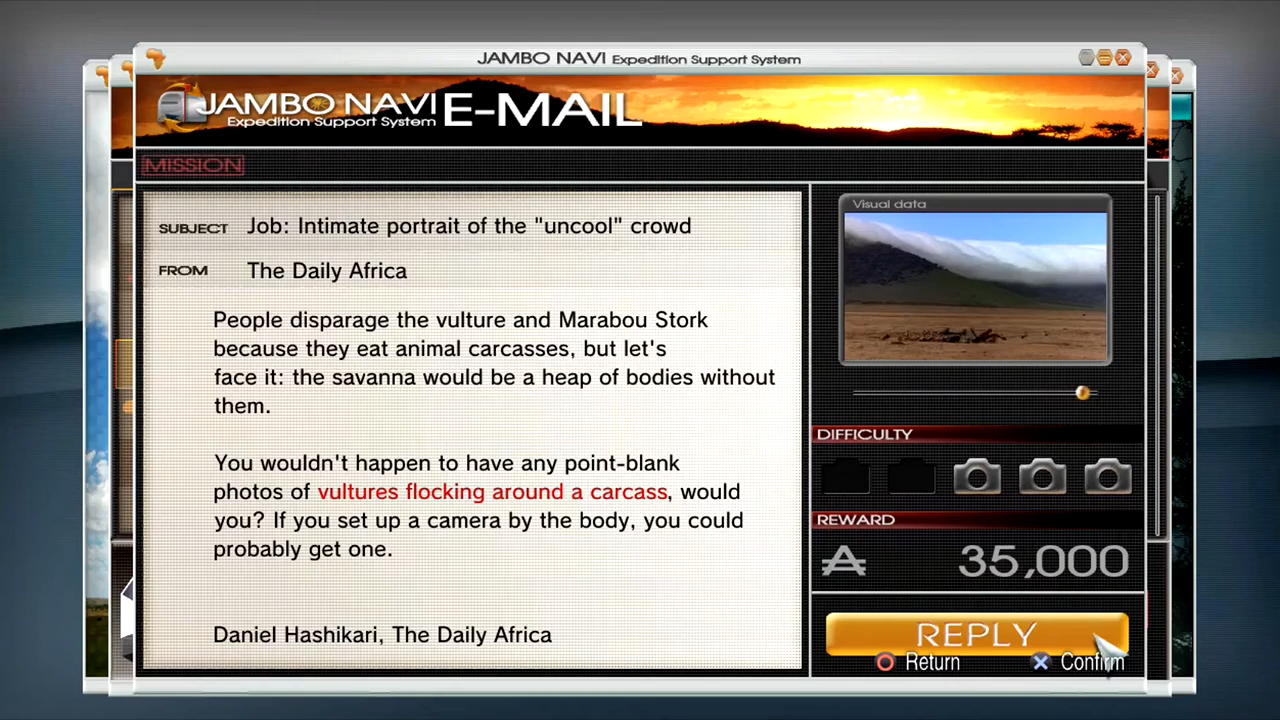 JAMBO NAVI Expedition Support System
JAMBO NAVI E-MAIL
Expedition Support System
MISSION
SUBJECT Job: Intimate portrait of the "uncool" crowd
FROM The Daily Africa
People disparage the vulture and Marabou Stork
because they eat animal carcasses, but let's
face it: the savanna would be a heap of bodies without
them.
You wouldn't happen to have any point-blank
photos of vultures flocking around a carcass, would
you? If you set up a camera by the body, you could
probably get one.
Daniel Hashikari, The Daily Africa
Visual data
DIFFICULTY
REWARD
35,000
REPLY
Return Confirm